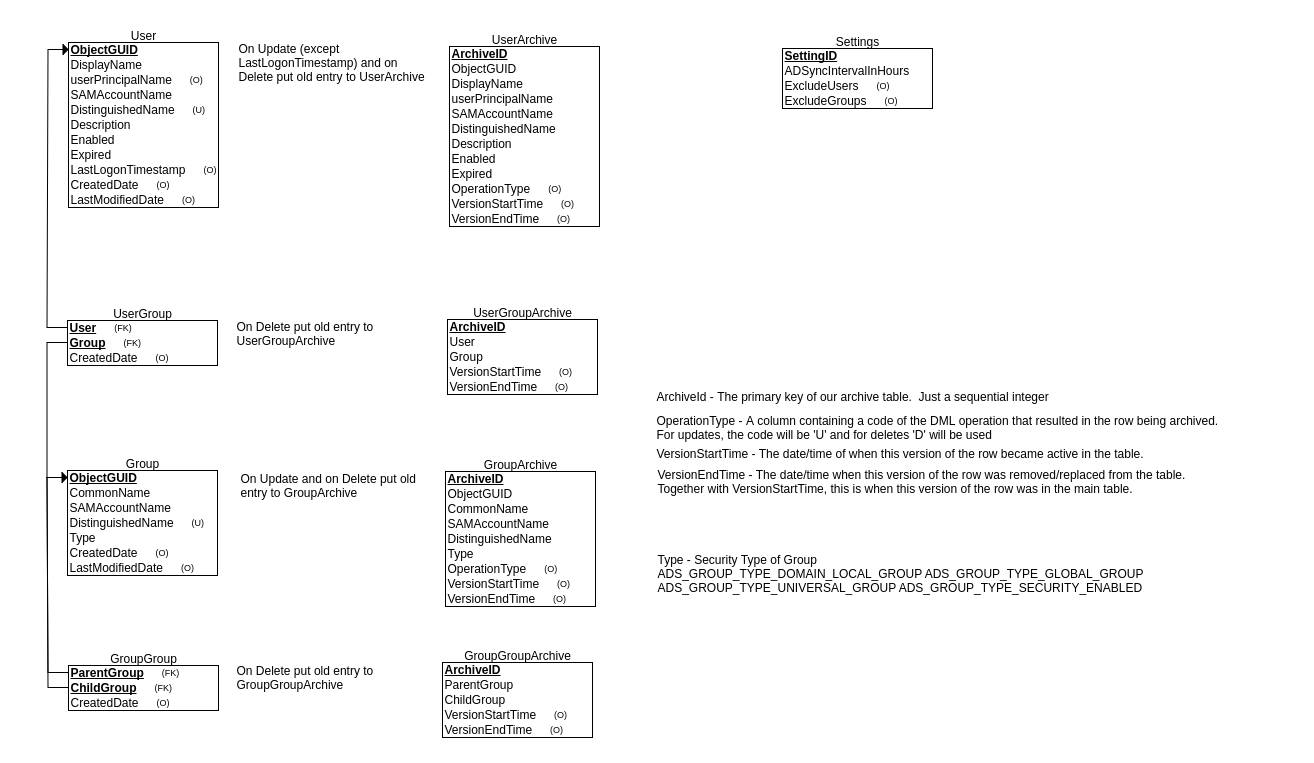 User
ObjectGUID
DisplayName
userPrincipalName (O)
SAMAccountName
DistinguishedName (U)
Description
Enabled
Expired
LastLogonTimestamp (O)
CreatedDate (O)
LastModifiedDate (O)
On Update (except
LastLogonTimestamp) and on
Delete put old entry to UserArchive
UserArchive
ArchiveID
ObjectGUID
DisplayName
userPrincipalName
SAMAccountName
DistinguishedName
Description
Enabled
Expired
OperationType (O)
VersionStartTime (O)
VersionEndTime (O)
Settings
SettingID
ADSyncIntervalInHours
ExcludeUsers (O)
ExcludeGroups (O)
UserGroup
User (FK)
Group (FK)
CreatedDate (O)
On Delete put old entry to
UserGroupArchive
UserGroupArchive
ArchiveID
User
Group
VersionStartTime (O)
VersionEndTime (O)
ArchiveId - The primary key of our archive table.  Just a sequential integer
OperationType - A column containing a code of the DML operation that resulted in the row being archived.
For updates, the code will be 'U' and for deletes 'D' will be used
VersionStartTime - The date/time of when this version of the row became active in the table.
VersionEndTime - The date/time when this version of the row was removed/replaced from the table.
Together with VersionStartTime, this is when this version of the row was in the main table.
Group
ObjectGUID
CommonName
SAMAccountName
DistinguishedName (U)
Type
CreatedDate (O)
LastModifiedDate (O)
On Update and on Delete put old
entry to GroupArchive
GroupArchive
ArchiveID
ObjectGUID
CommonName
SAMAccountName
DistinguishedName
Type
OperationType (O)
VersionStartTime (O)
VersionEndTime (O)
Type - Security Type of Group
ADS_GROUP_TYPE_DOMAIN_LOCAL_GROUP ADS_GROUP_TYPE_GLOBAL_GROUP
ADS_GROUP_TYPE_UNIVERSAL_GROUP ADS_GROUP_TYPE_SECURITY_ENABLED
GroupGroup
ParentGroup (FK)
ChildGroup (FK)
CreatedDate (O)
On Delete put old entry to
GroupGroupArchive
GroupGroupArchive
ArchiveID
ParentGroup
ChildGroup
VersionStartTime (O)
VersionEndTime (O)